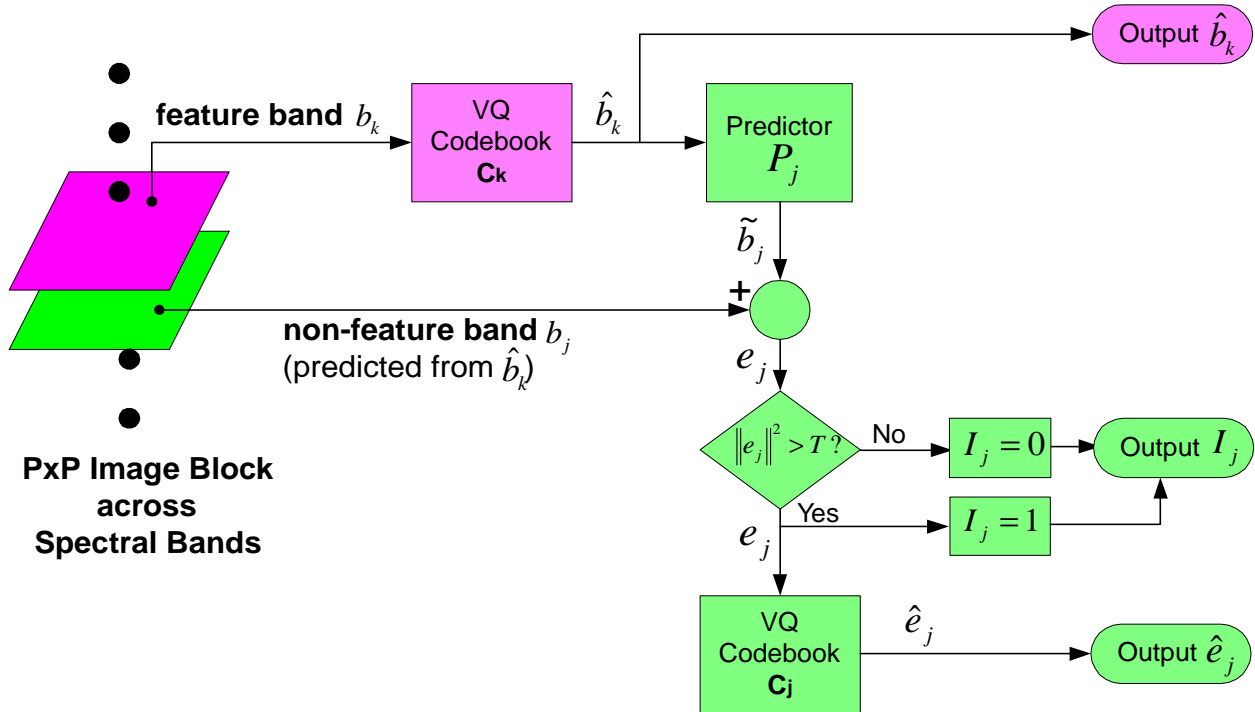 Output b̂ₖ
feature band bₖ
VQ
Codebook
Cₖ
b̂ₖ
Predictor
Pⱼ
b̃ⱼ
+
non-feature band bⱼ
(predicted from b̂ₖ)
eⱼ
‖eⱼ‖² > T ?
No
Iⱼ = 0
Output Iⱼ
Yes
Iⱼ = 1
eⱼ
PxP Image Block
across
Spectral Bands
VQ
Codebook
Cⱼ
êⱼ
Output êⱼ